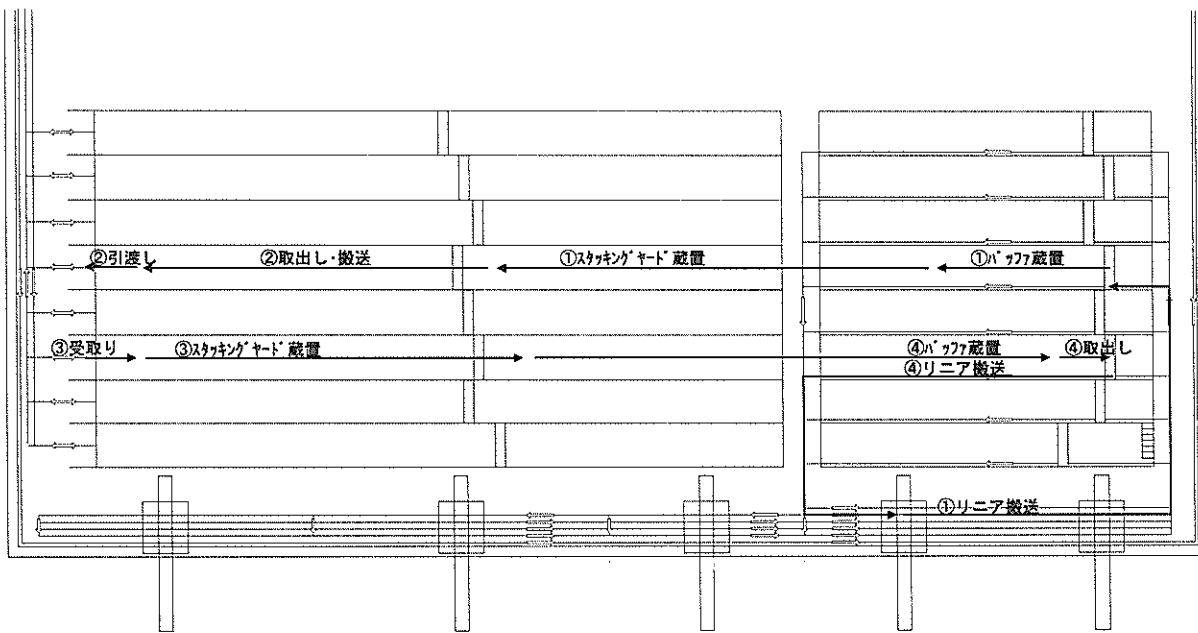 ②引渡し
②取出し・搬送
①スタッキングヤード蔵置
①バッファ蔵置
③受取り
③スタッキングヤード蔵置
④バッファ蔵置
④取出し
④リニア搬送
①リニア搬送